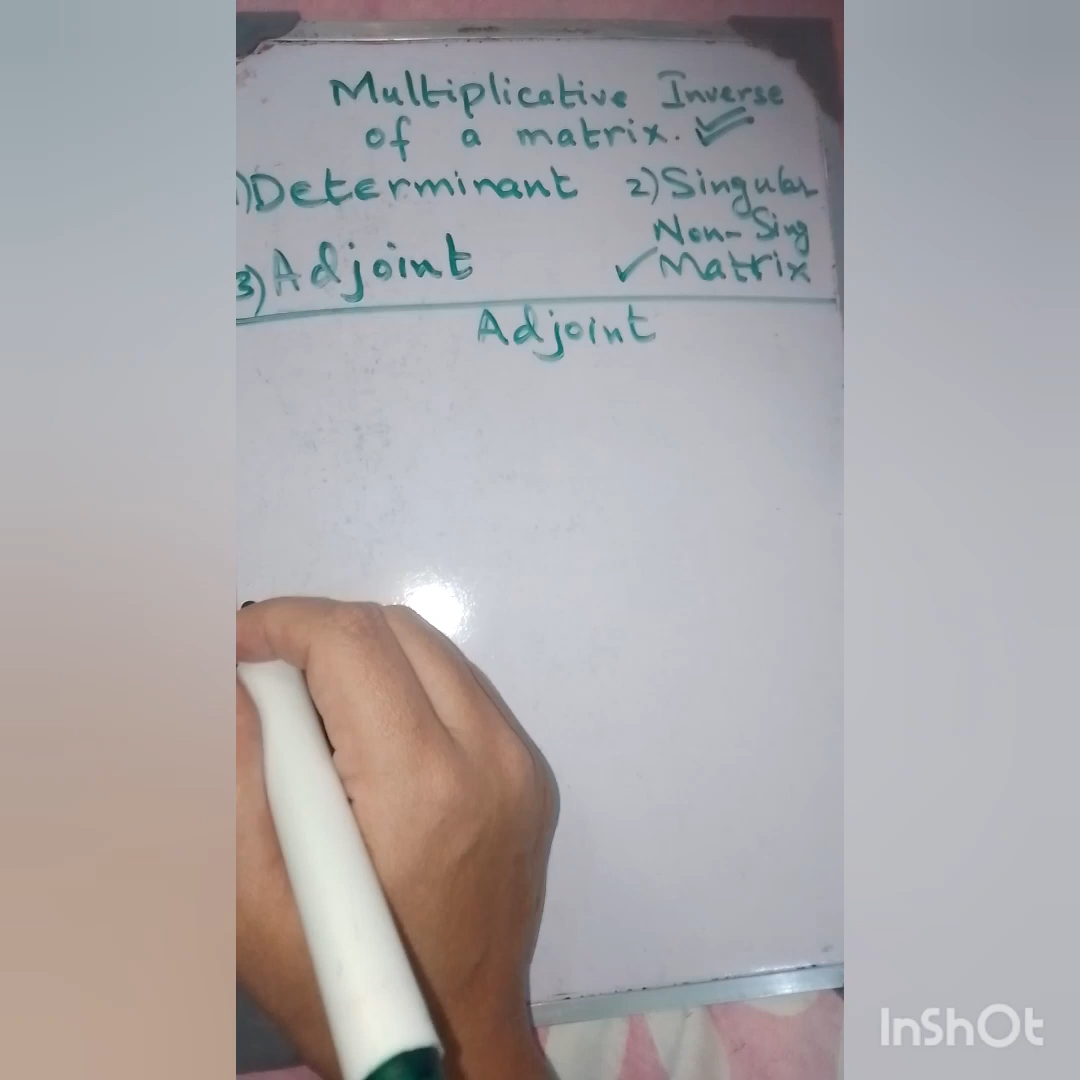 Multiplicative Inverse
of a matrix.
1) Determinant 2) Singular
Non-Sing
3) Adjoint Matrix
Adjoint
InShOt